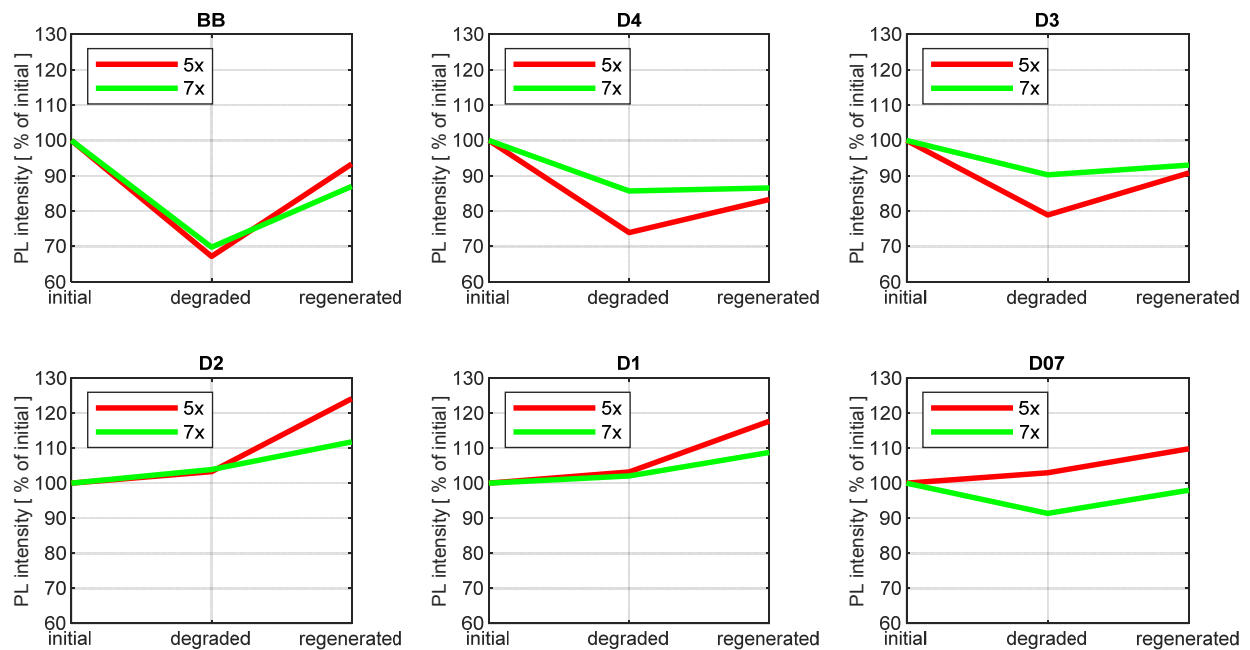 BB
PL intensity [ % of initial ]
130
120
110
100
90
80
70
60
5x
7x
initial degraded regenerated
D4
PL intensity [ % of initial ]
130
120
110
100
90
80
70
60
5x
7x
initial degraded regenerated
D3
PL intensity [ % of initial ]
130
120
110
100
90
80
70
60
5x
7x
initial degraded regenerated
D2
PL intensity [ % of initial ]
130
120
110
100
90
80
70
60
5x
7x
initial degraded regenerated
D1
PL intensity [ % of initial ]
130
120
110
100
90
80
70
60
5x
7x
initial degraded regenerated
D07
PL intensity [ % of initial ]
130
120
110
100
90
80
70
60
5x
7x
initial degraded regenerated